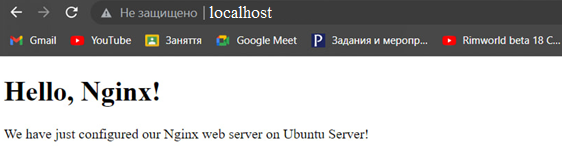 Не защищено | localhost
Gmail YouTube Заняття Google Meet Задания и меропр... Rimworld beta 18 C...
Hello, Nginx!
We have just configured our Nginx web server on Ubuntu Server!